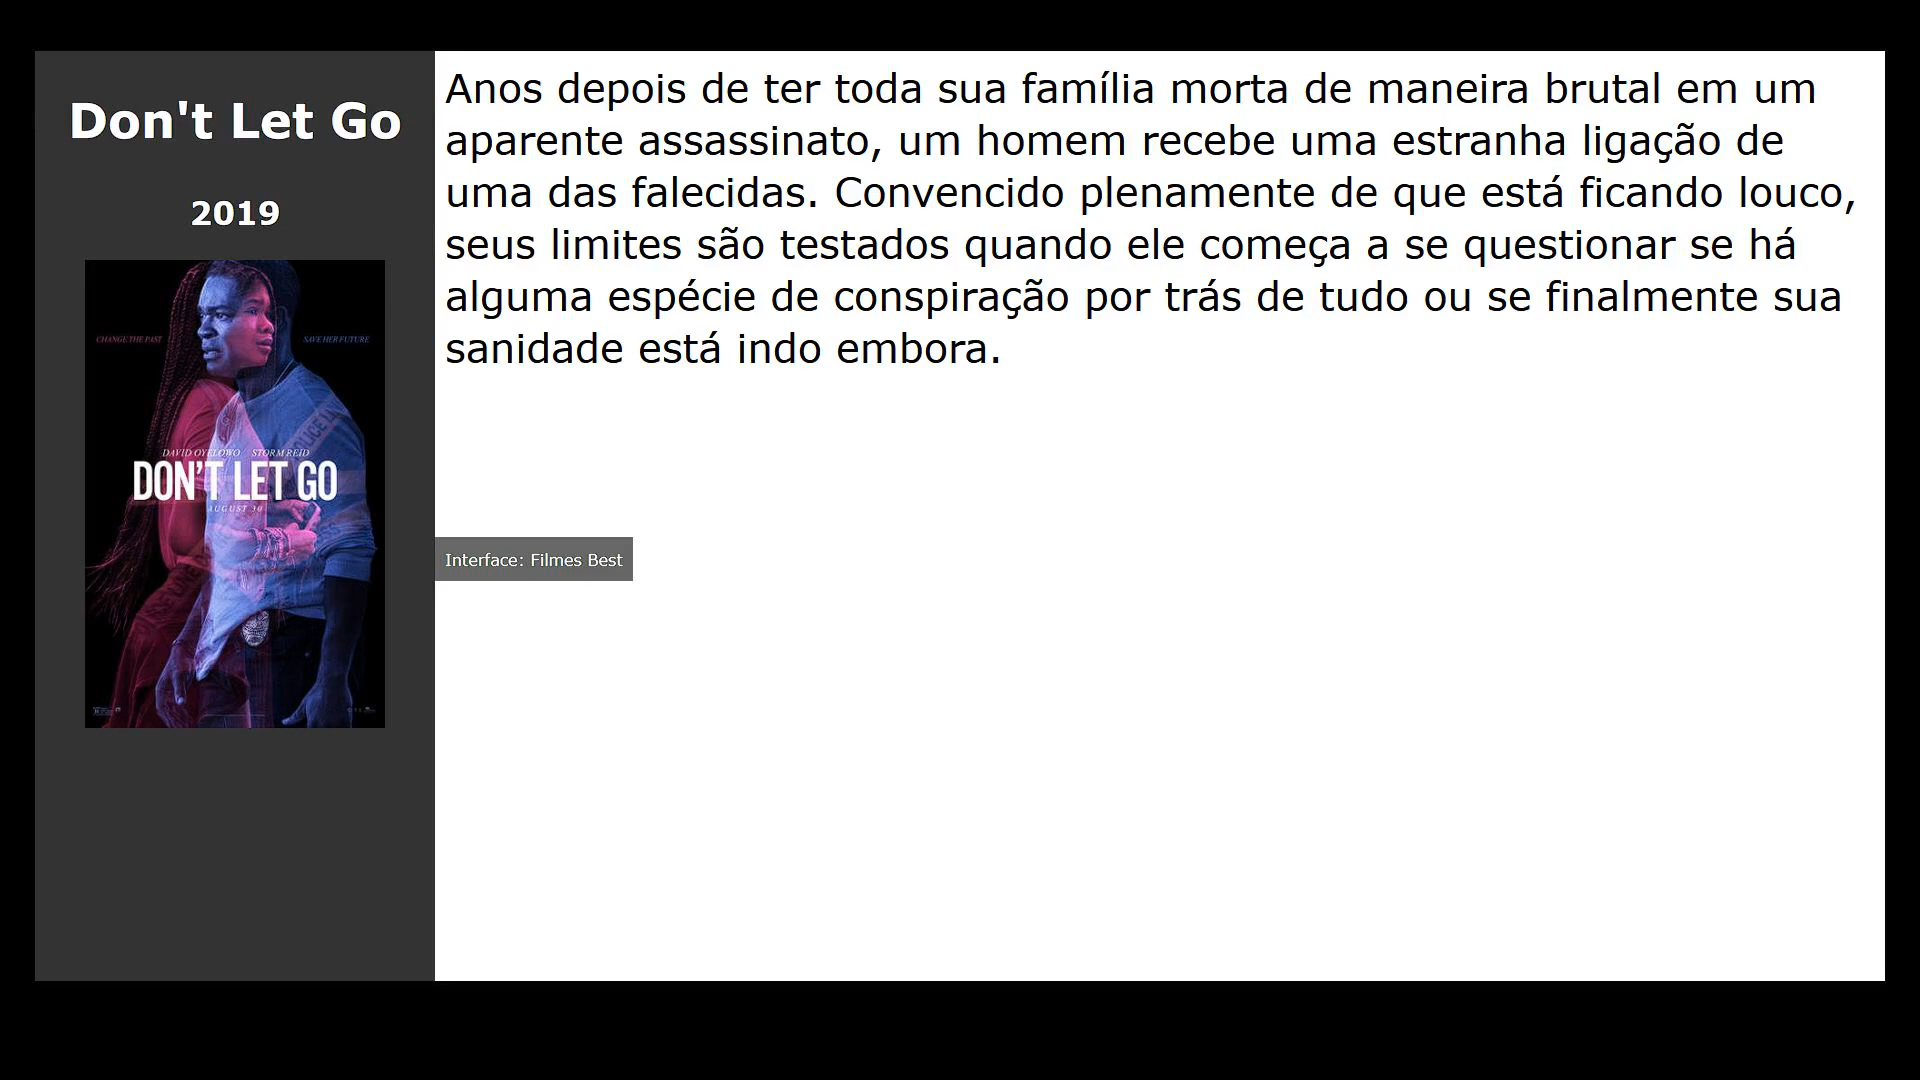 Don't Let Go
2019
CHANGE THE PAST
SAVE HER FUTURE
POLICE
DAVID OYELOWO STORM REID
DON'T LET GO
AUGUST 30
Anos depois de ter toda sua família morta de maneira brutal em um
aparente assassinato, um homem recebe uma estranha ligação de
uma das falecidas. Convencido plenamente de que está ficando louco,
seus limites são testados quando ele começa a se questionar se há
alguma espécie de conspiração por trás de tudo ou se finalmente sua
sanidade está indo embora.
Interface: Filmes Best